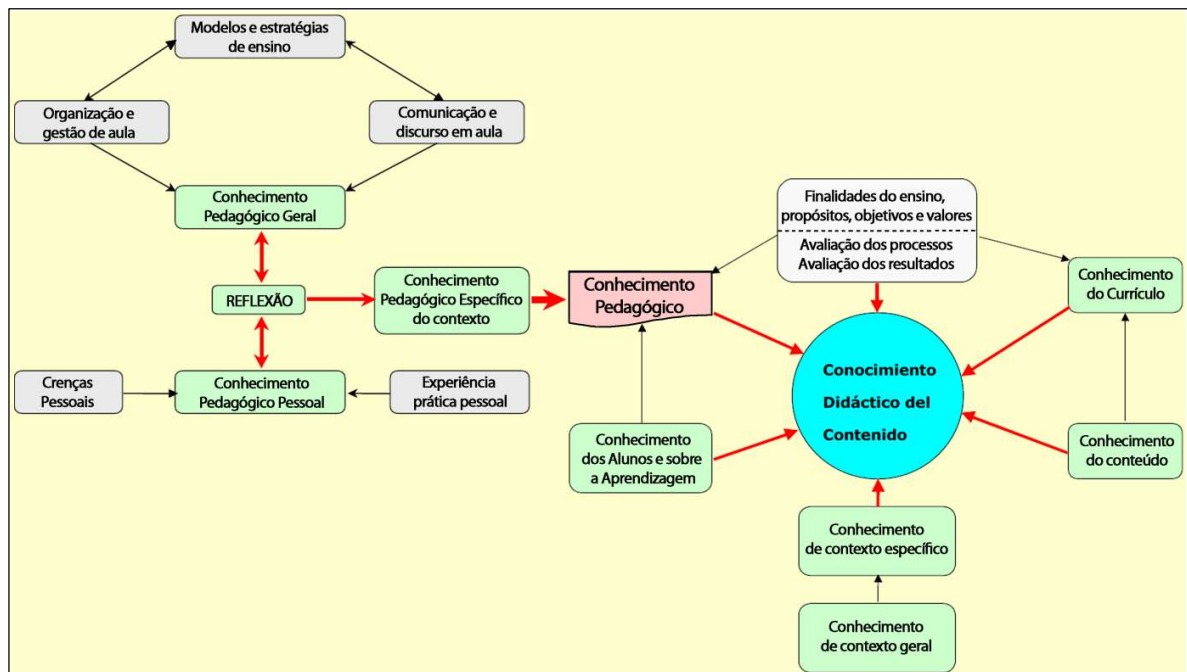 Modelos e estratégias
de ensino
Organização e
gestão de aula
Comunicação e
discurso em aula
Conhecimento
Pedagógico Geral
REFLEXÃO
Conhecimento
Pedagógico Específico
do contexto
Crenças
Pessoais
Conhecimento
Pedagógico Pessoal
Experiência
prática pessoal
Conhecimento
Pedagógico
Finalidades do ensino,
propósitos, objetivos e valores
Avaliação dos processos
Avaliação dos resultados
Conhecimento
do Currículo
Conocimiento
Didáctico del
Contenido
Conhecimento
dos Alunos e sobre
a Aprendizagem
Conhecimento
do conteúdo
Conhecimento
de contexto específico
Conhecimento
de contexto geral